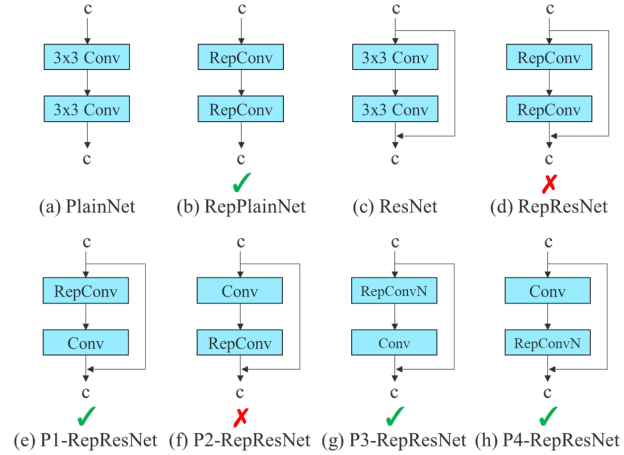 c c c c
3x3 Conv RepConv 3x3 Conv RepConv
3x3 Conv RepConv 3x3 Conv RepConv
c c c c
✓ ✗
(a) PlainNet (b) RepPlainNet (c) ResNet (d) RepResNet
c c c c
RepConv Conv RepConvN Conv
Conv RepConv Conv RepConvN
c c c c
✓ ✗ ✓ ✓
(e) P1-RepResNet (f) P2-RepResNet (g) P3-RepResNet (h) P4-RepResNet